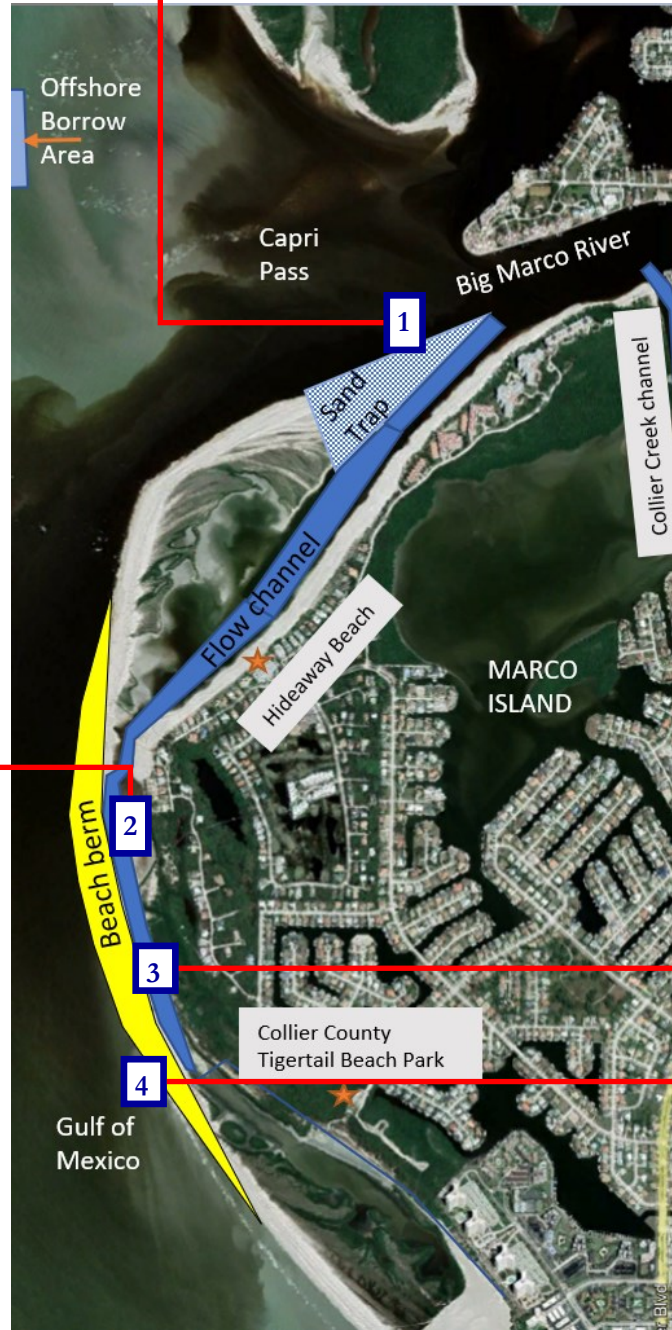 Offshore
Borrow
Area
Capri
Pass
Big Marco River
1
Sand
Trap
Collier Creek channel
Flow channel
Hideaway Beach
MARCO
ISLAND
2
Beach berm
3
Collier County
Tigertail Beach Park
4
Gulf of
Mexico
Blvd